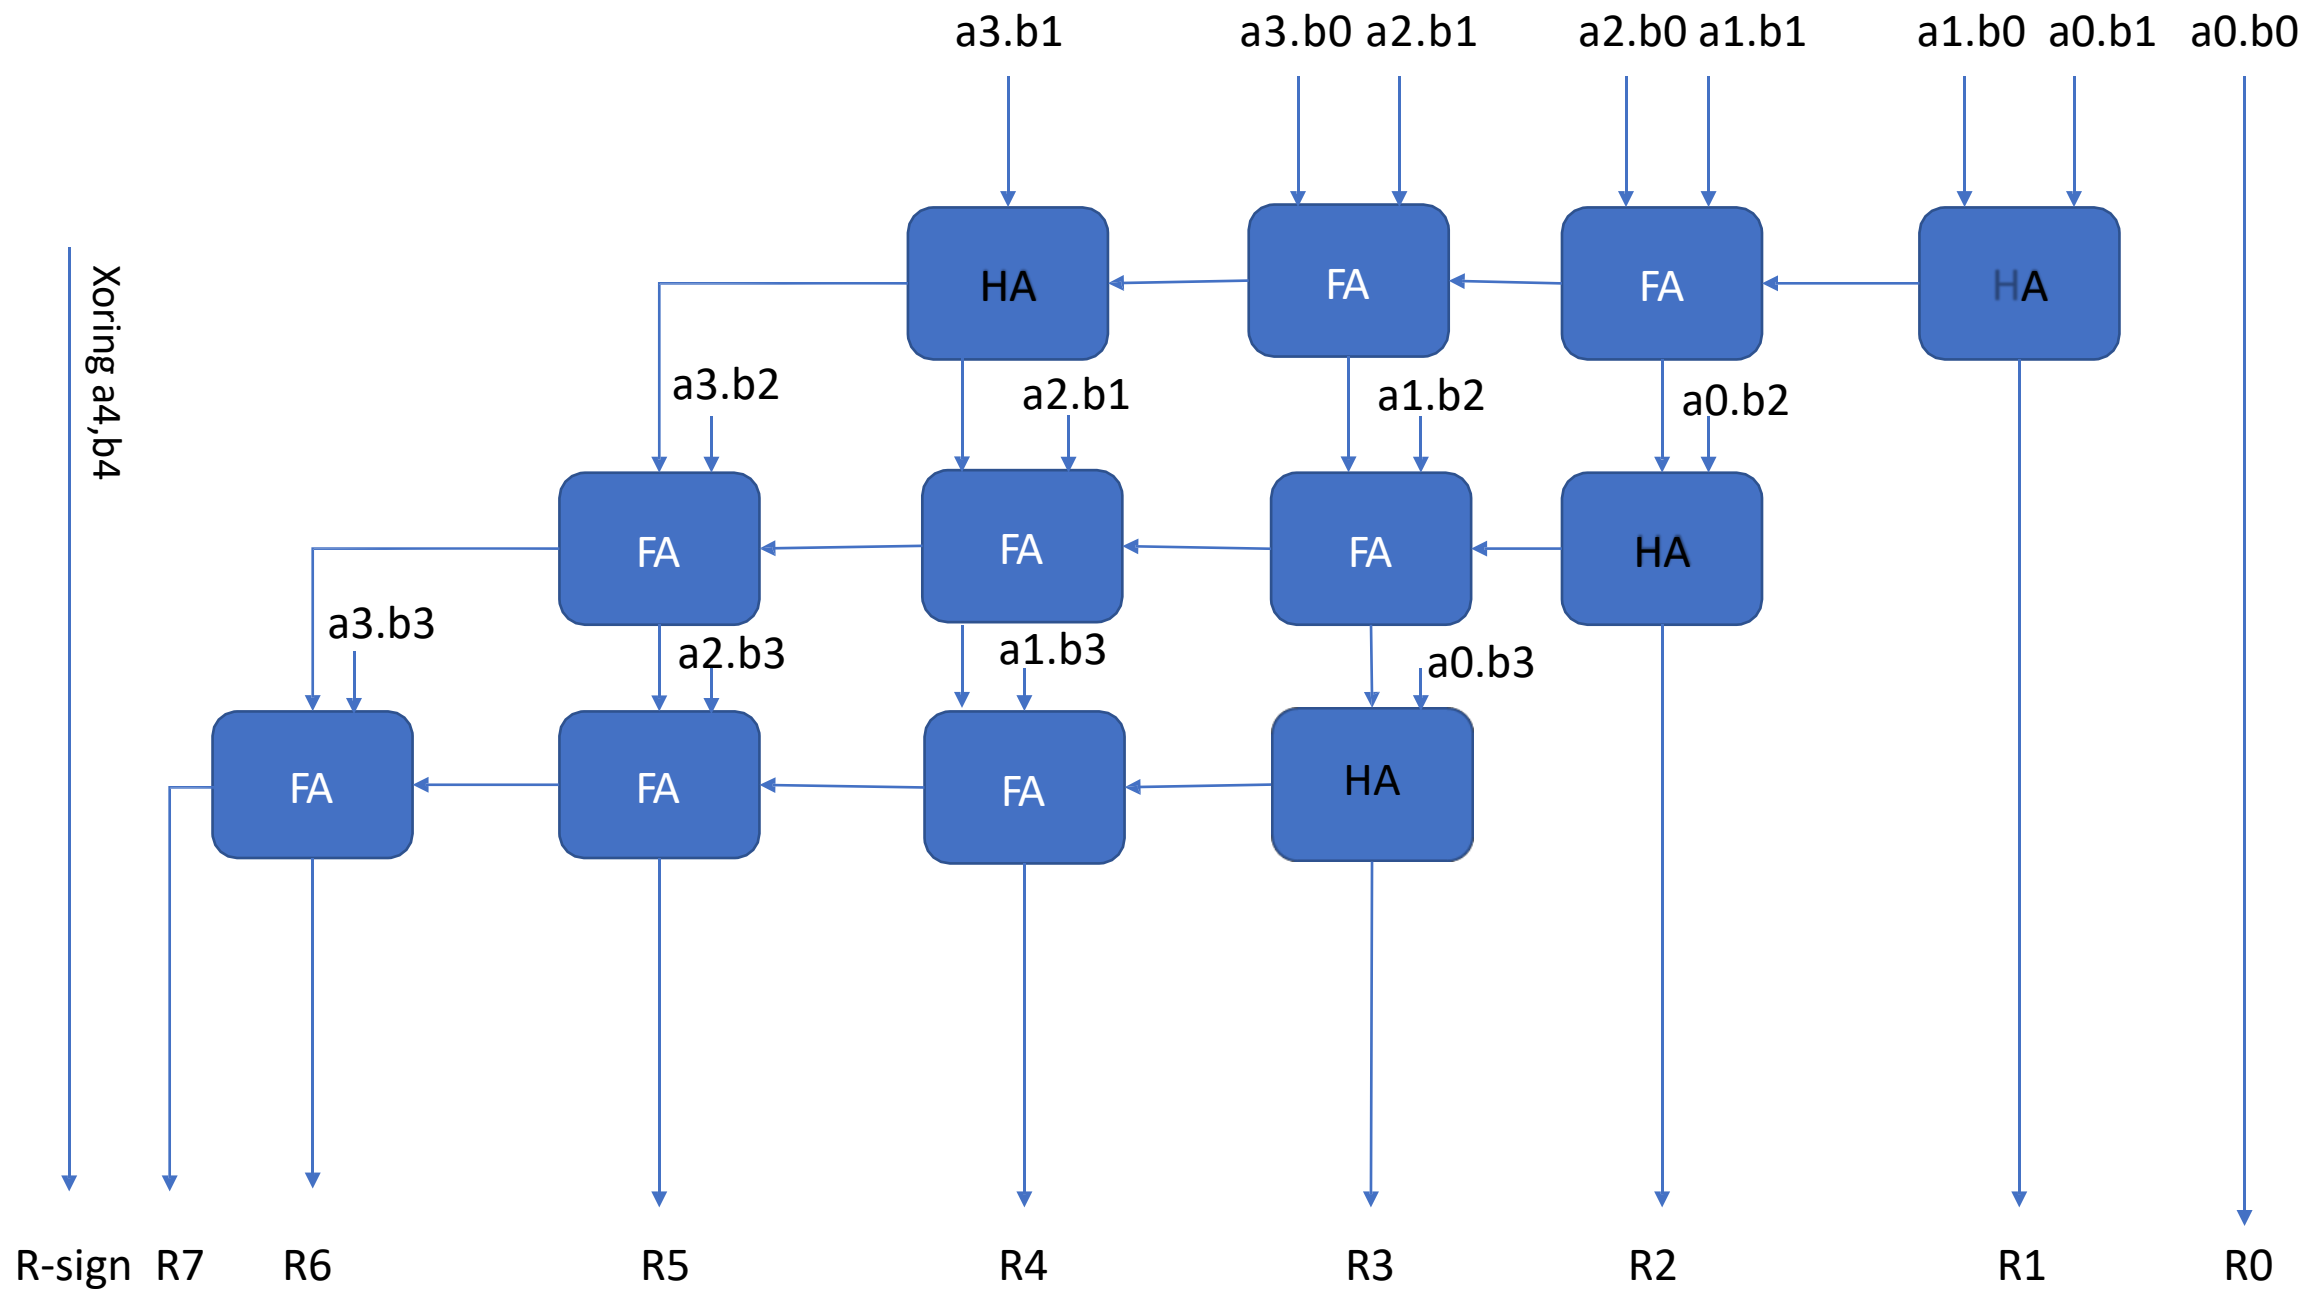 a3.b1 a3.b0 a2.b1 a2.b0 a1.b1 a1.b0 a0.b1 a0.b0
HA FA FA HA
Xoring a4,b4
a3.b2 a2.b1 a1.b2 a0.b2
FA FA FA HA
a3.b3 a2.b3 a1.b3 a0.b3
FA FA FA HA
R-sign R7 R6 R5 R4 R3 R2 R1 R0